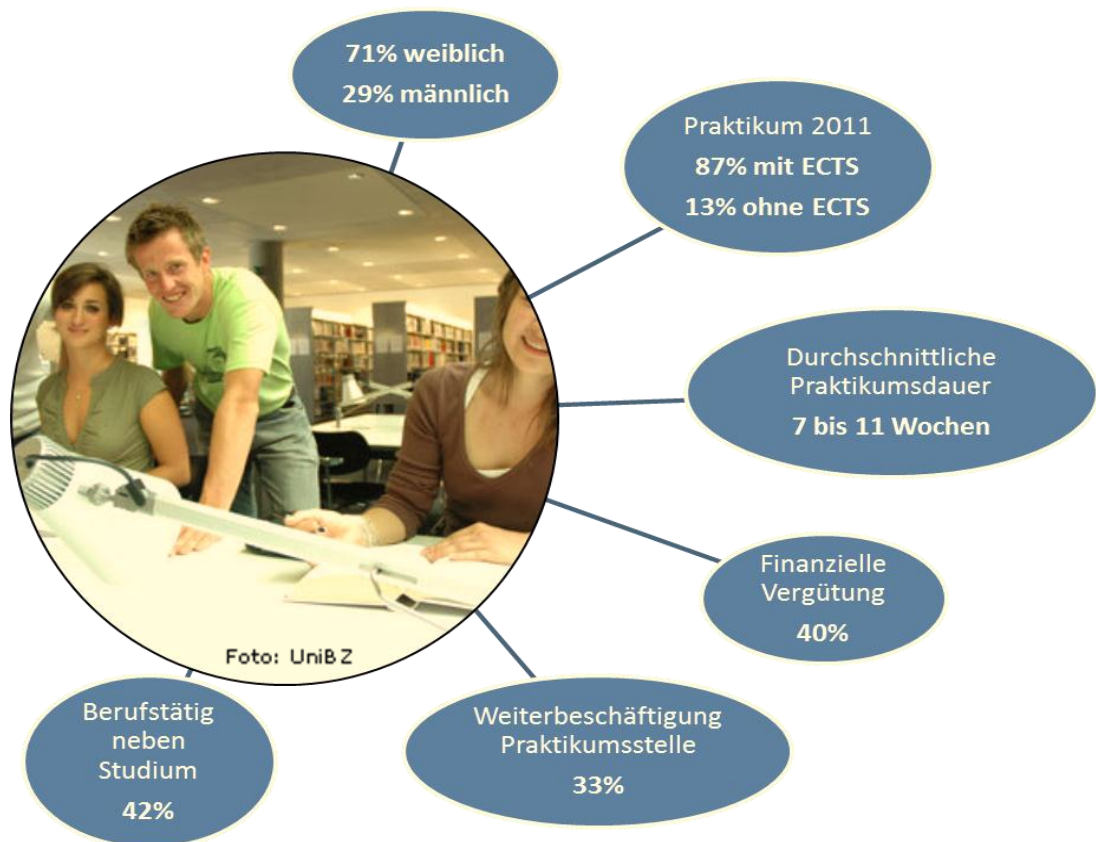 71% weiblich
29% männlich
Praktikum 2011
87% mit ECTS
13% ohne ECTS
Durchschnittliche
Praktikumsdauer
7 bis 11 Wochen
Finanzielle
Vergütung
40%
Weiterbeschäftigung
Praktikumsstelle
33%
Berufstätig
neben
Studium
42%
Foto: UniBZ